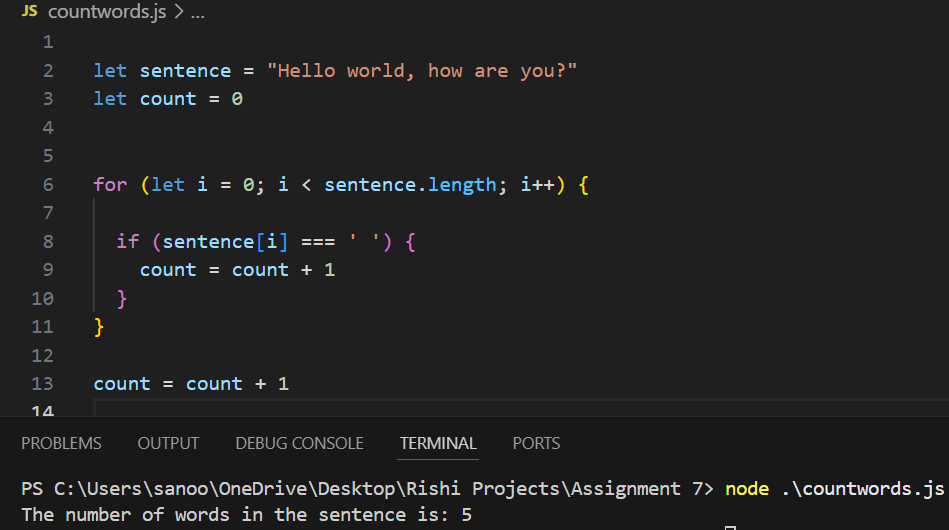 JS countwords.js > ...
1
2 let sentence = "Hello world, how are you?"
3 let count = 0
4
5
6 for (let i = 0; i < sentence.length; i++) {
7
8 if (sentence[i] === ' ') {
9 count = count + 1
10 }
11 }
12
13 count = count + 1
14
PROBLEMS OUTPUT DEBUG CONSOLE TERMINAL PORTS
PS C:\Users\sanoo\OneDrive\Desktop\Rishi Projects\Assignment 7> node .\countwords.js
The number of words in the sentence is: 5